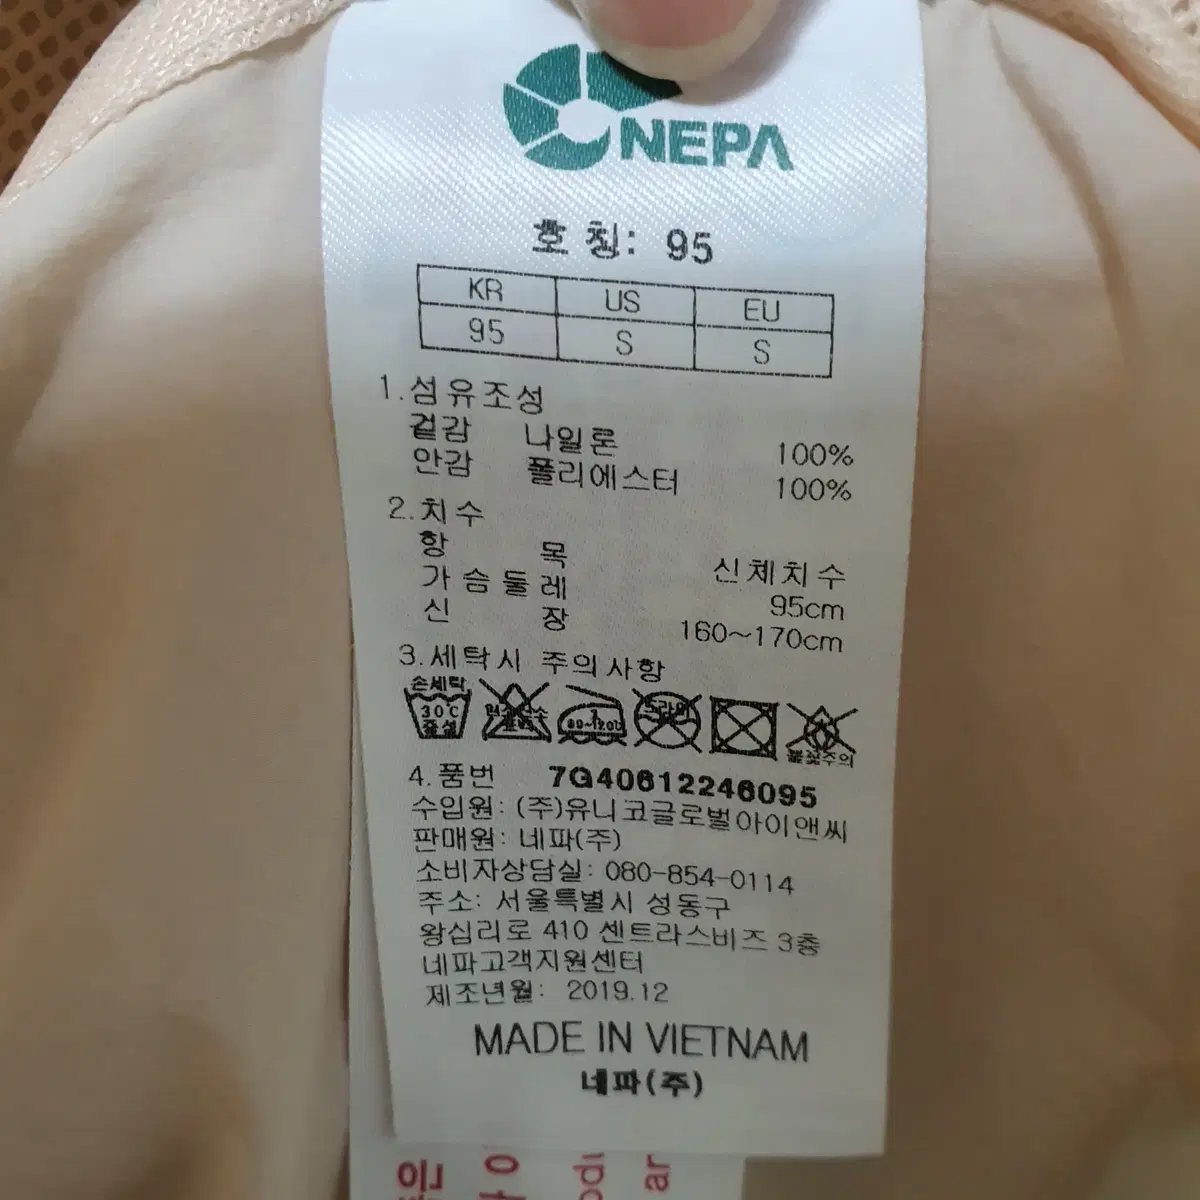 NEPA
호칭: 95
KR US EU
95 S S
1.섬유조성
겉감 나일론 100%
안감 폴리에스터 100%
2.치수
항 목 신체치수
가슴둘레 95cm
신 장 160~170cm
3.세탁시 주의사항
손세탁
30℃
중성
80-120℃
드라이
불꽃주의
4.품번 7G40612246095
수입원: (주)유니코글로벌아이앤씨
판매원: 네파(주)
소비자상담실: 080-854-0114
주소: 서울특별시 성동구
왕십리로 410 센트라스비즈 3층
네파고객지원센터
제조년월: 2019.12
MADE IN VIETNAM
네파(주)